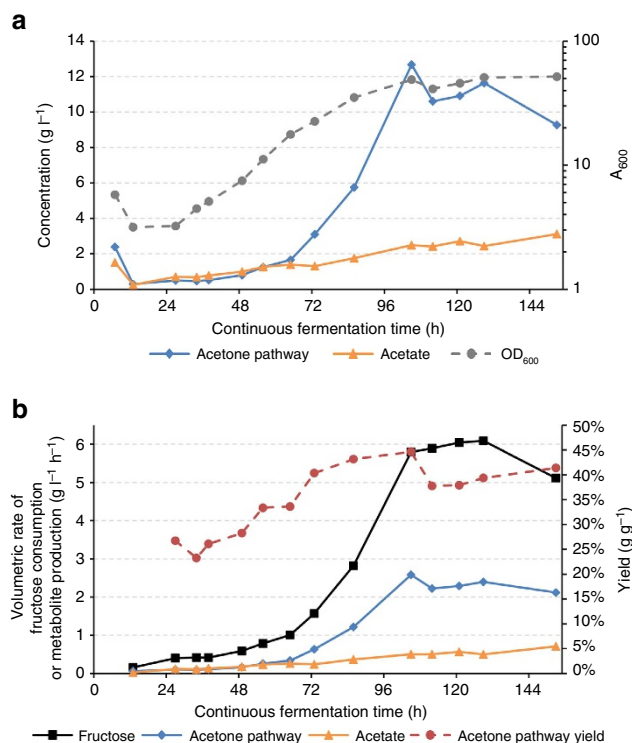 a
14
12
10
8
6
4
2
0
Concentration (g l⁻¹)
100
10
1
A₆₀₀
0 24 48 72 96 120 144
Continuous fermentation time (h)
Acetone pathway Acetate OD₆₀₀
b
6
5
4
3
2
1
0
Volumetric rate of
fructose consumption
or metabolite production (g l⁻¹ h⁻¹)
50%
45%
40%
35%
30%
25%
20%
15%
10%
5%
0%
Yield (g g⁻¹)
0 24 48 72 96 120 144
Continuous fermentation time (h)
Fructose Acetone pathway Acetate Acetone pathway yield